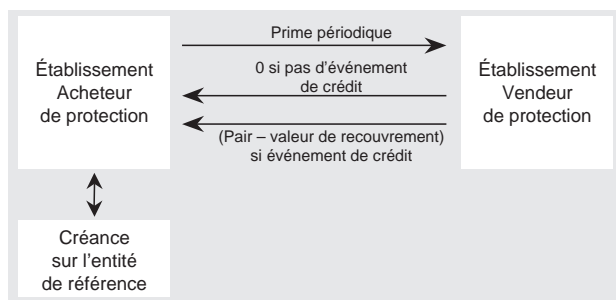 Prime périodique
Établissement
Acheteur
de protection
0 si pas d’événement
de crédit
Établissement
Vendeur
de protection
(Pair – valeur de recouvrement)
si événement de crédit
Créance
sur l’entité
de référence